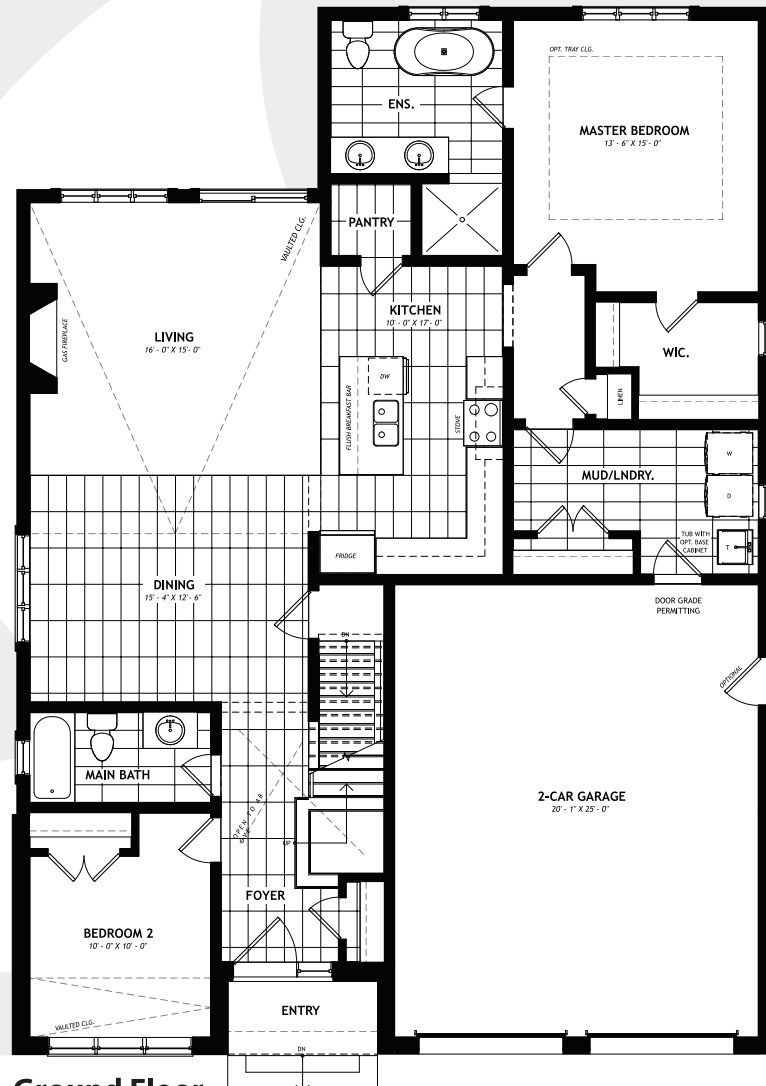 OPT. TRAY CLG.
ENS.
MASTER BEDROOM
13' - 6" X 15'- 0"
PANTRY
VAULTED CLG.
KITCHEN
10' - 0" X 17'- 0"
LIVING
16' - 0" X 15'- 0"
GAS FIREPLACE
WIC.
DW
LINEN
FLUSH BREAKFAST BAR
STOVE
W
MUD/LNDRY.
D
TUB WITH
OPT. BASE
CABINET
T
FRIDGE
DINING
15' - 4" X 12'- 6"
DOOR GRADE
PERMITTING
DN
OPTIONAL
MAIN BATH
2-CAR GARAGE
20' - 1" X 25'- 0"
OPEN TO AB
OVE
UP
FOYER
BEDROOM 2
10' - 0" X 10' - 0"
ENTRY
VAULTED CLG.
DN
Ground Floor